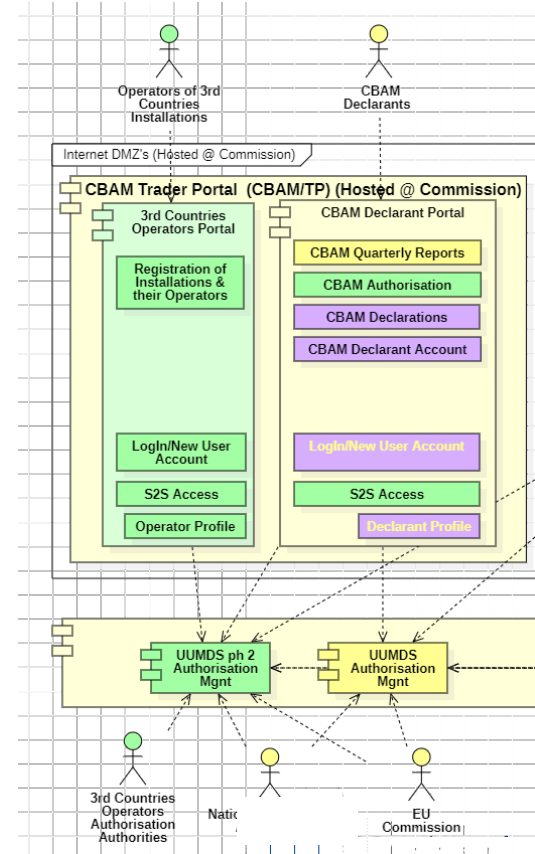 Operators of 3rd
Countries
Installations
CBAM
Declarants
Internet DMZ's (Hosted @ Commission)
CBAM Trader Portal (CBAM/TP) (Hosted @ Commission)
3rd Countries
Operators Portal
Registration of
Installations &
their Operators
LogIn/New User
Account
S2S Access
Operator Profile
CBAM Declarant Portal
CBAM Quarterly Reports
CBAM Authorisation
CBAM Declarations
CBAM Declarant Account
LogIn/New User Account
S2S Access
Declarant Profile
UUMDS ph 2
Authorisation
Mgnt
UUMDS
Authorisation
Mgnt
3rd Countries
Operators
Authorisation
Authorities
EU
Commission